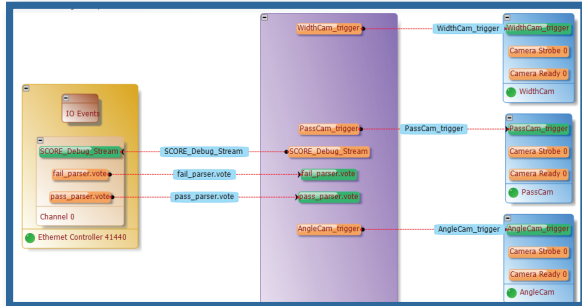 IO Events
SCORE_Debug_Stream
fail_parser.vote
pass_parser.vote
Channel 0
Ethernet Controller 41440
SCORE_Debug_Stream
fail_parser.vote
pass_parser.vote
WidthCam_trigger
PassCam_trigger
SCORE_Debug_Stream
fail_parser.vote
pass_parser.vote
AngleCam_trigger
WidthCam_trigger
PassCam_trigger
AngleCam_trigger
WidthCam_trigger
Camera Strobe 0
Camera Ready 0
WidthCam
PassCam_trigger
Camera Strobe 0
Camera Ready 0
PassCam
AngleCam_trigger
Camera Strobe 0
Camera Ready 0
AngleCam